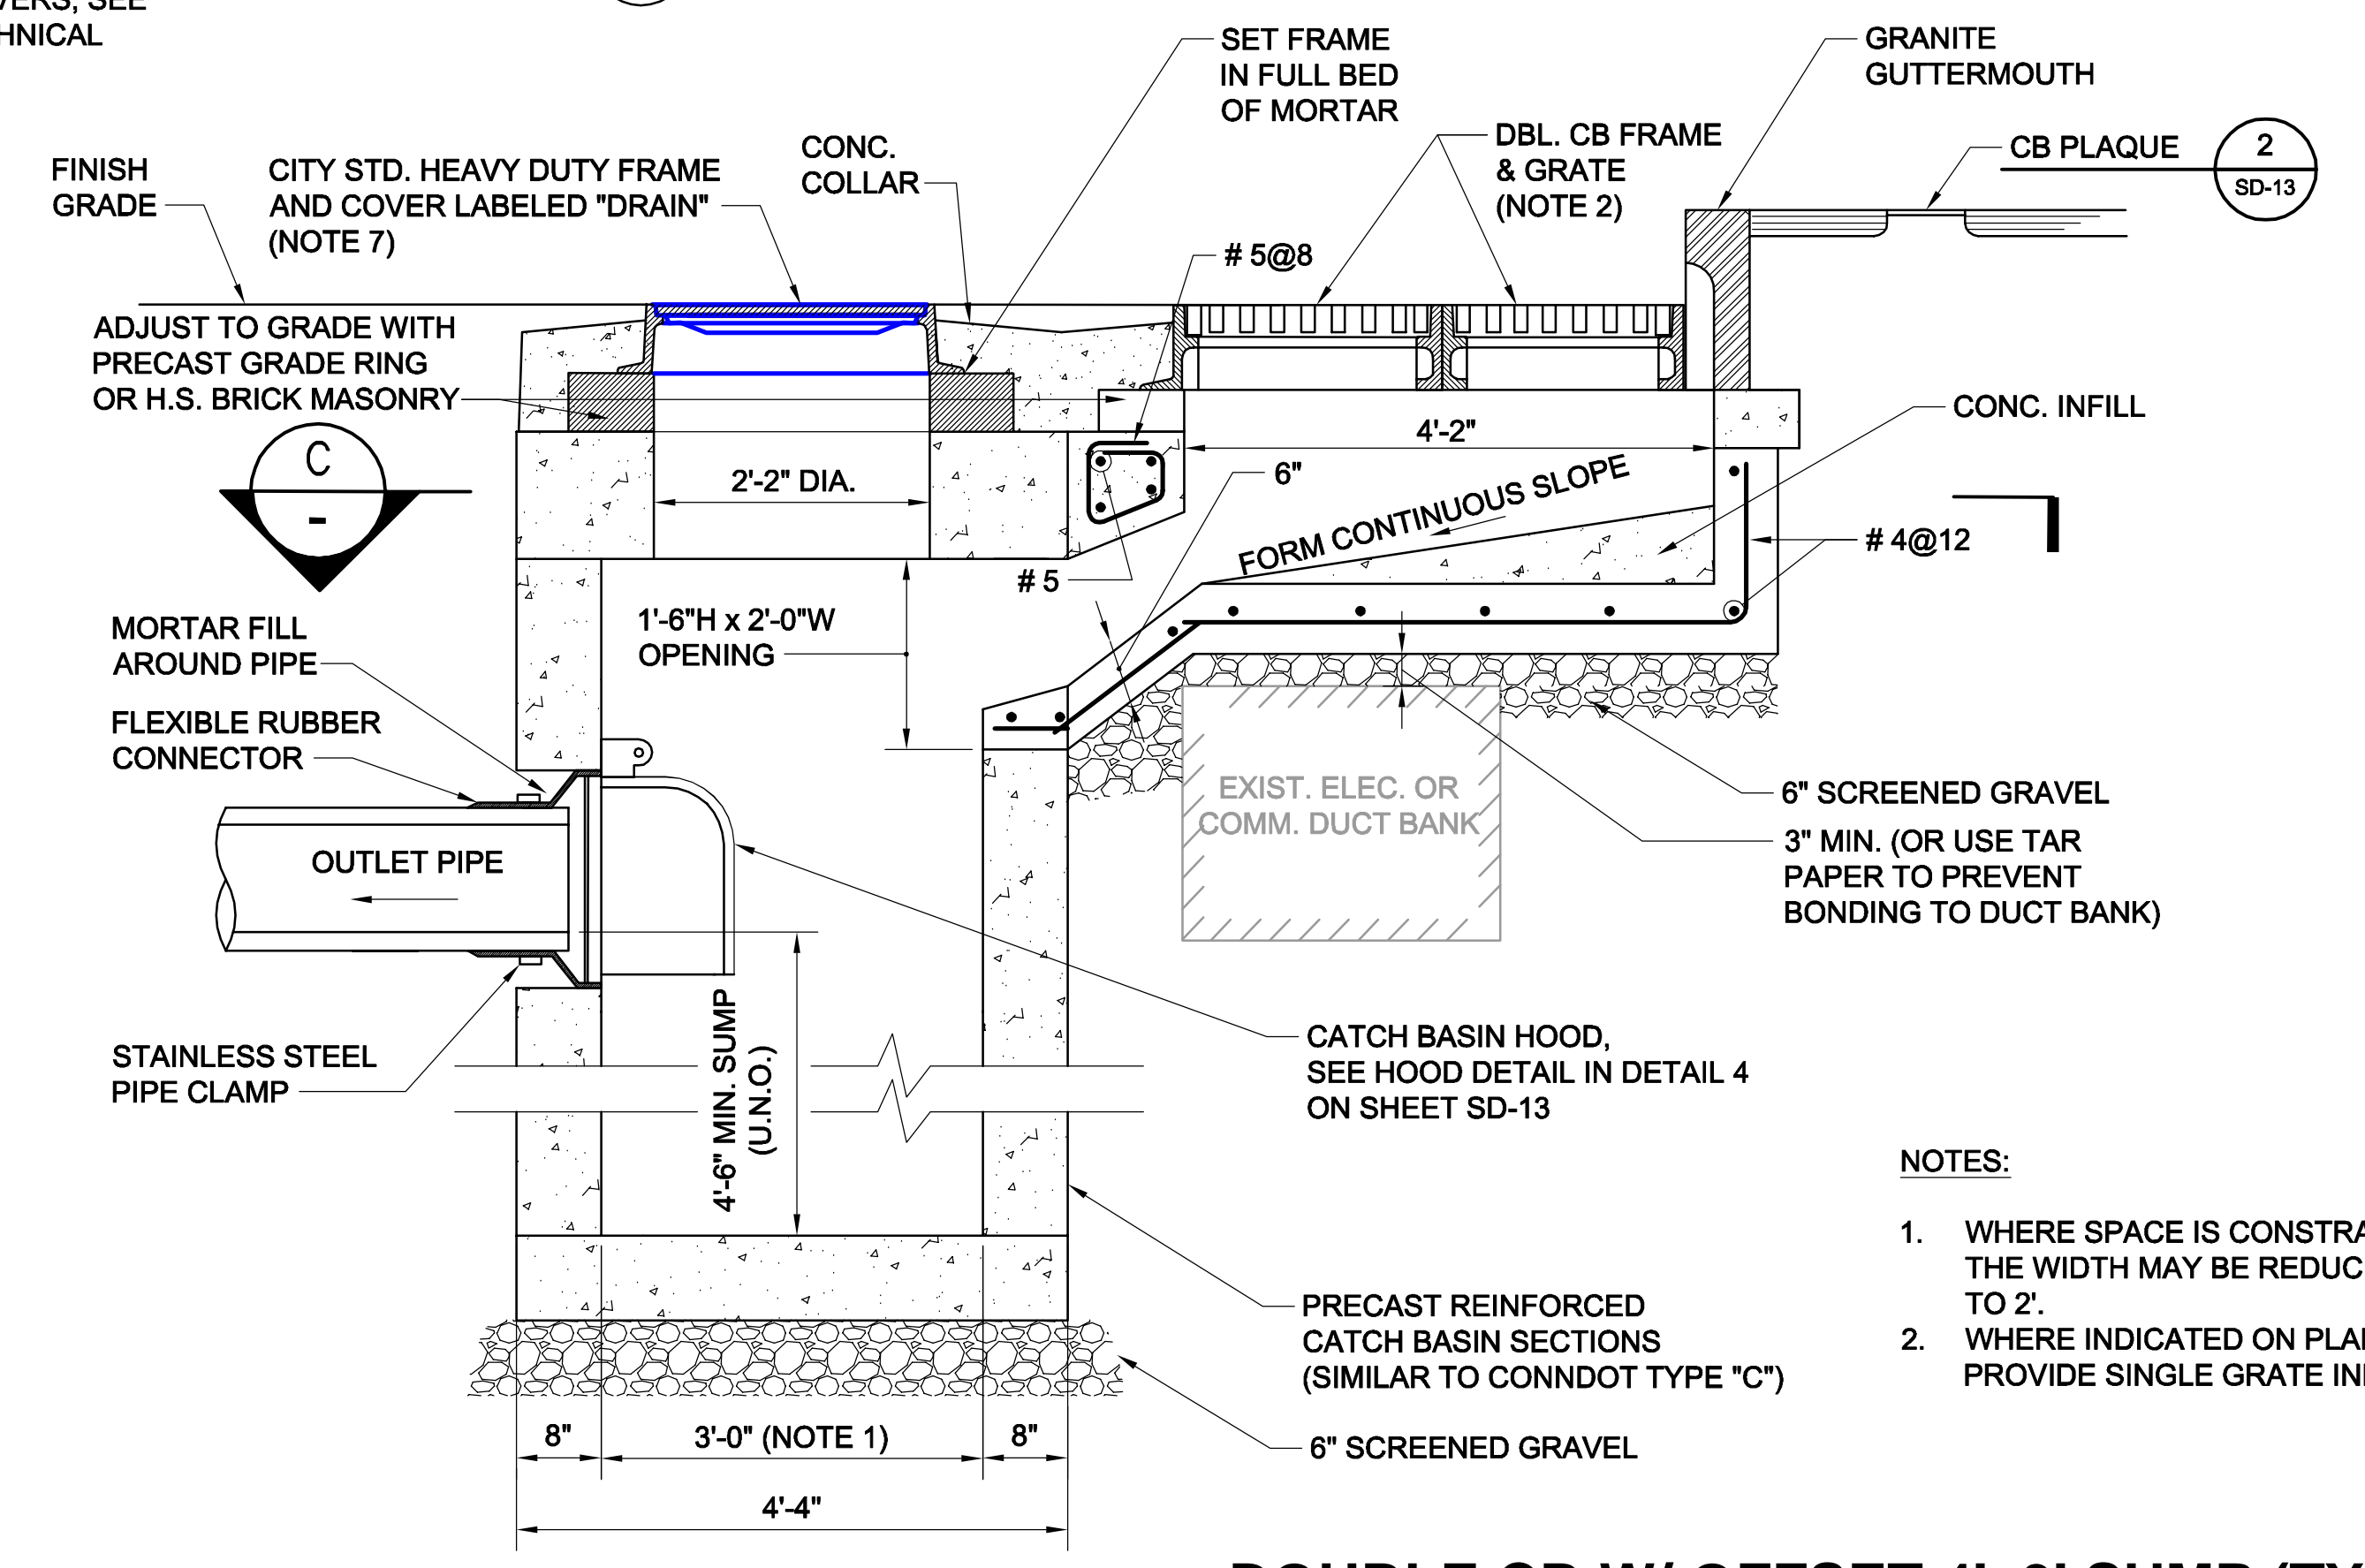 SEE
SET FRAME
IN FULL BED
OF MORTAR
GRANITE
GUTTERMOUTH
DBL. CB FRAME
& GRATE
(NOTE 2)
CB PLAQUE
2
SD-13
CONC.
COLLAR
FINISH
GRADE
CITY STD. HEAVY DUTY FRAME
AND COVER LABELED "DRAIN"
(NOTE 7)
# 5@8
ADJUST TO GRADE WITH
PRECAST GRADE RING
OR H.S. BRICK MASONRY
CONC. INFILL
4'-2"
C
-
2'-2" DIA.
6"
FORM CONTINUOUS SLOPE
# 4@12
# 5
1'-6"H x 2'-0"W
OPENING
MORTAR FILL
AROUND PIPE
FLEXIBLE RUBBER
CONNECTOR
EXIST. ELEC. OR
COMM. DUCT BANK
6" SCREENED GRAVEL
3" MIN. (OR USE TAR
PAPER TO PREVENT
BONDING TO DUCT BANK)
OUTLET PIPE
4'-6" MIN. SUMP
(U.N.O.)
STAINLESS STEEL
PIPE CLAMP
CATCH BASIN HOOD,
SEE HOOD DETAIL IN DETAIL 4
ON SHEET SD-13
NOTES:
1. WHERE SPACE IS
THE WIDTH MAY BE
TO 2'.
2. WHERE INDICATED ON
PROVIDE SINGLE GRATE
PRECAST REINFORCED
CATCH BASIN SECTIONS
(SIMILAR TO CONNDOT TYPE "C")
6" SCREENED GRAVEL
8"
3'-0" (NOTE 1)
8"
4'-4"
DOUBLE CB W/ OFFSET 4'-6' SUMP